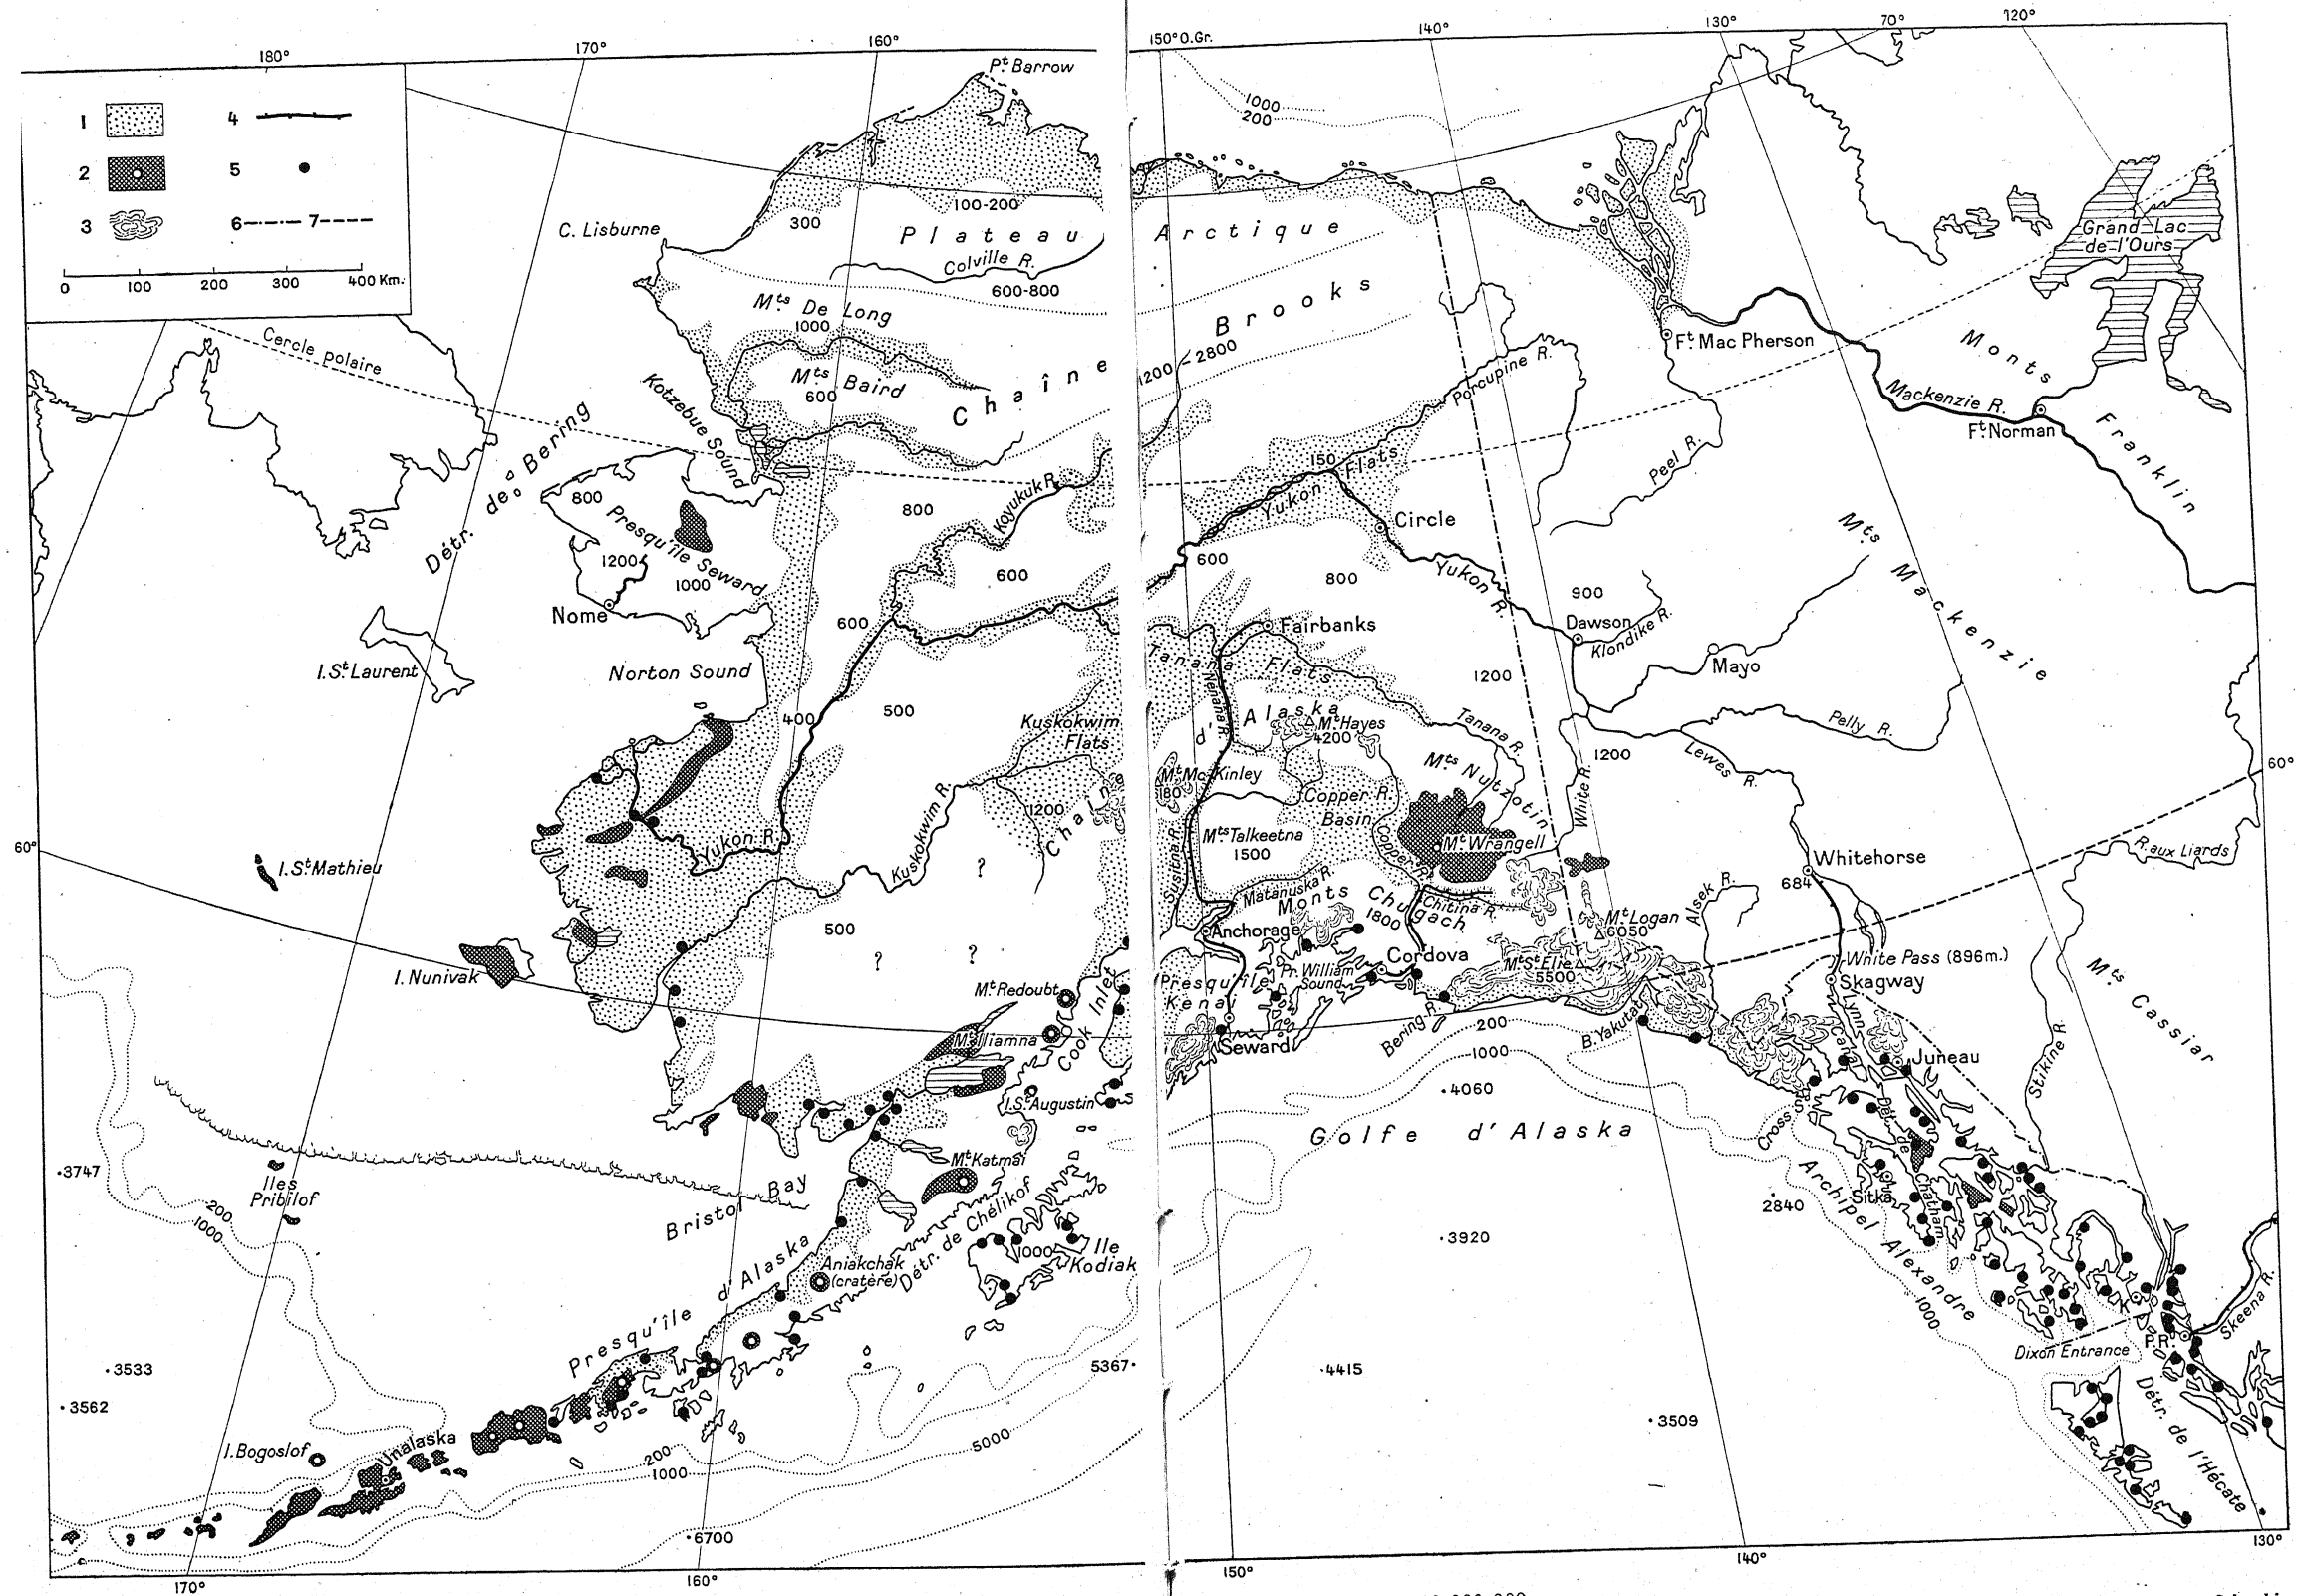 180°
170°
160°
150° O.Gr.
140°
130°
70°
120°
1
2
3
4
5
6
7
0 100 200 300 400 Km.
Pt. Barrow
C. Lisburne
300
100-200
Plateau
Arctique
Colville R.
600-800
1000
200
Mts De Long
1000
Mts Baird
600
Chaîne
Brooks
1200 - 2800
Cercle polaire
Kotzebue Sound
Détr. de Bering
800
Presqu'île Seward
1200
1000
Nome
I. St. Laurent
Norton Sound
800
Koyukuk R.
600
600
500
400
Kuskokwim
Flats
1200
Chaîne
d'
Alaska
Kuskokwim R.
Yukon R.
?
500
?
?
I. St. Mathieu
I. Nunivak
60°
Grand Lac
de l'Ours
Ft. Mac Pherson
Monts
Franklin
Mackenzie R.
Ft. Norman
Porcupine R.
Peel R.
150
Flats
Yukon
Circle
600
800
Yukon R.
900
Dawson
Klondike R.
Mayo
Mts Mackenzie
Fairbanks
Tanana
Flats
Nenana R.
1200
Mt. Hayes
4200
Tanana R.
Mts Nutzotin
White R.
1200
Pelly R.
Lewes R.
60°
Mt. Mc Kinley
Copper R.
Basin
Mts Talkeetna
1500
Susitna R.
Copper R.
Mt. Wrangell
Matanuska R.
Monts
Chugach
1800
Chitina R.
Mt. Logan
6050
Alsek R.
Whitehorse
684
R. aux Liards
Anchorage
Cordova
Pr. William
Sound
Mt. St Elie
5500
White Pass (896 m.)
Skagway
Presqu'île
Kenai
Seward
Bering R.
B. Yakutat
Lynn Canal
Juneau
Mts Cassiar
Stikine R.
Mt. Redoubt
Cook Inlet
Mt. Iliamna
I. St. Augustin
Mt. Katmai
200
1000
4060
Golfe d'Alaska
Cross Sd.
Détr. de Chatham
Sitka
Archipel Alexandre
2840
3920
1000
3747
Iles
Pribilof
200
1000
Bristol Bay
Détr. de Chélikof
1000
Ile
Kodiak
Aniakchak
(cratère)
Presqu'île d'Alaska
3533
3562
5367
4415
3509
K.
P.R.
Skeena R.
Dixon Entrance
Détr. de l'Hécate
I. Bogoslof
Unalaska
200
1000
5000
6700
170°
160°
150°
140°
130°